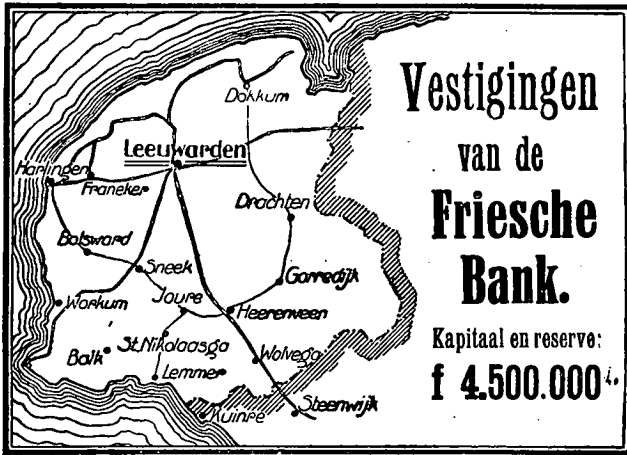 Dokkum
Leeuwarden
Harlingen
Franeker
Drachten
Bolsward
Sneek
Gorredijk
Workum
Joure
Heerenveen
St. Nikolaasga
Balk
Wolvega
Lemmer
Kuinre
Steenwijk
Vestigingen
van de
Friesche
Bank.
Kapitaal en reserve:
f 4.500.000